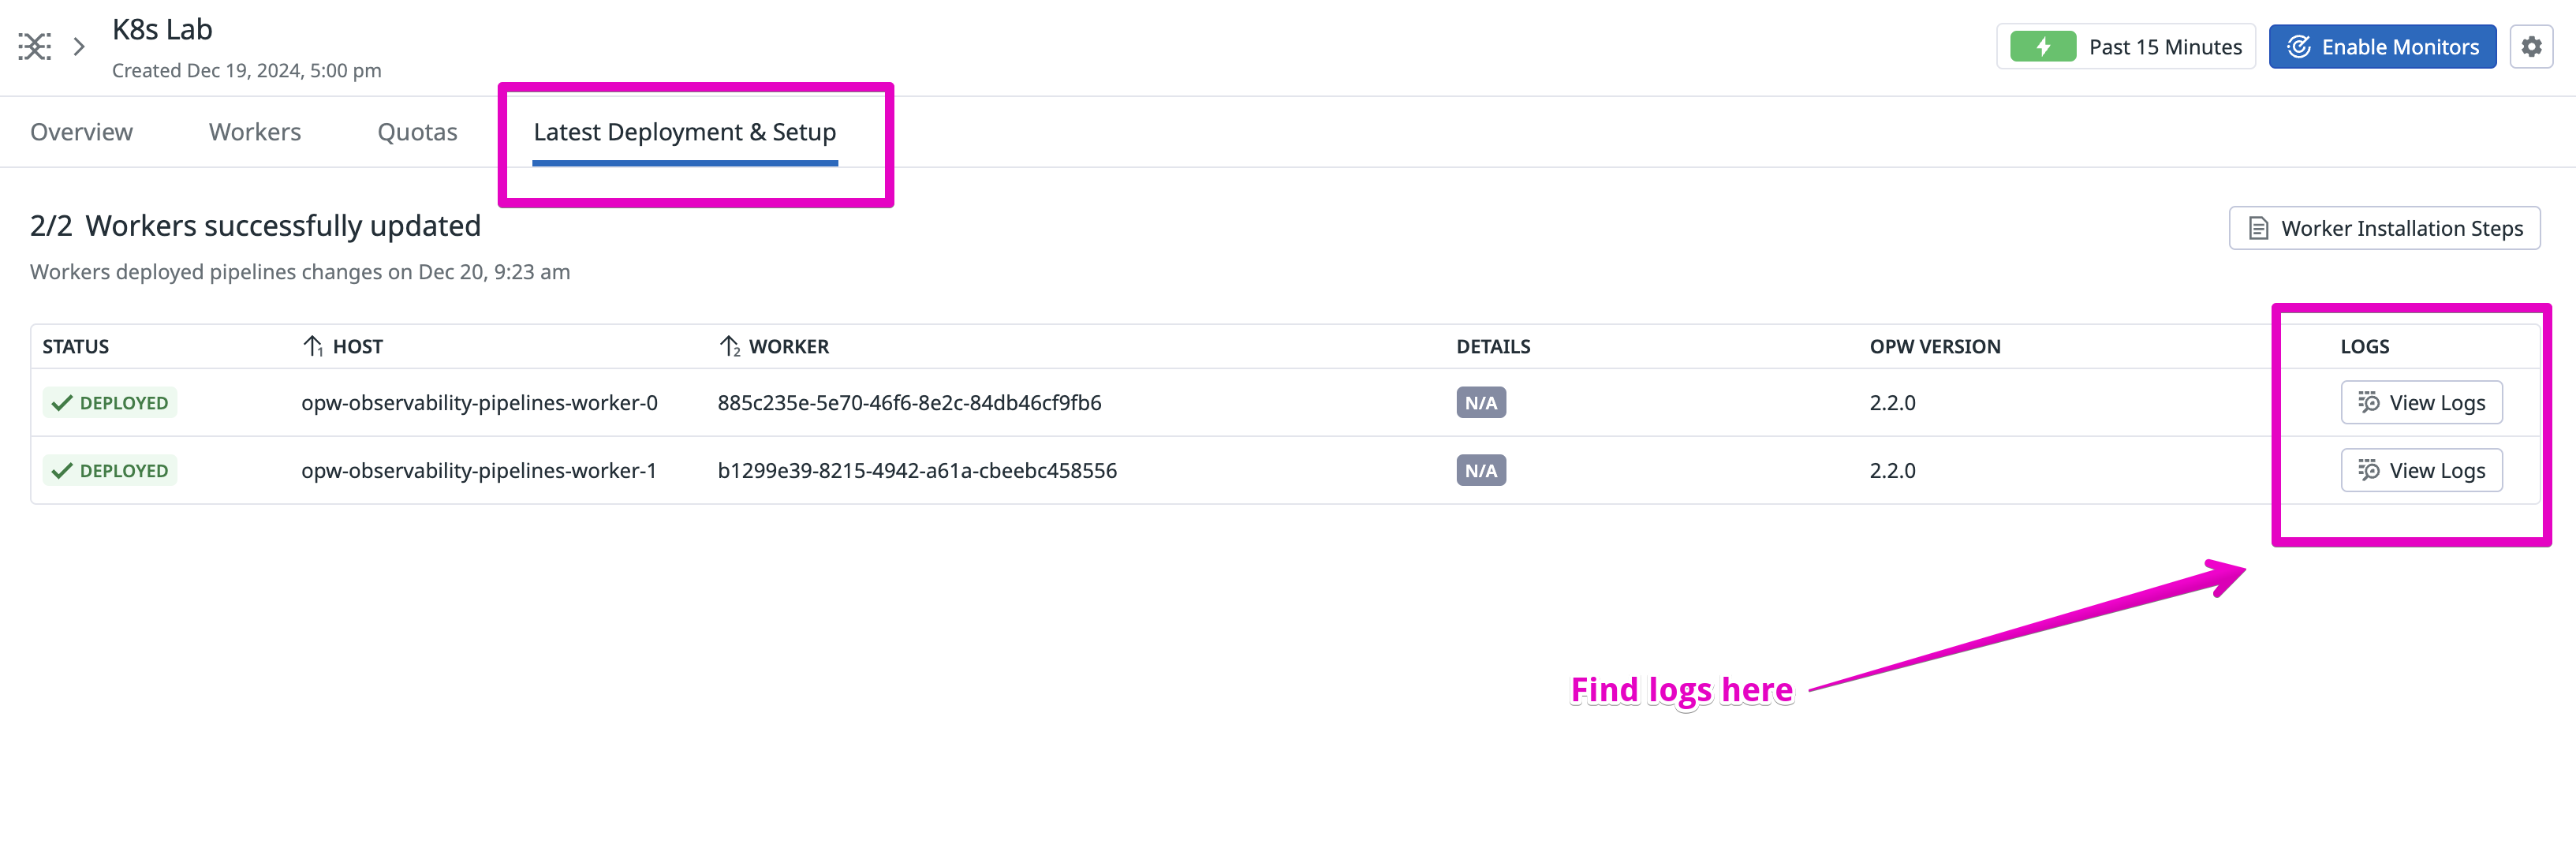 K8s Lab
Created Dec 19, 2024, 5:00 pm
Past 15 Minutes
Enable Monitors
Overview Workers Quotas Latest Deployment & Setup
2/2 Workers successfully updated
Worker Installation Steps
Workers deployed pipelines changes on Dec 20, 9:23 am
STATUS 1 HOST 2 WORKER DETAILS OPW VERSION LOGS
DEPLOYED opw-observability-pipelines-worker-0 885c235e-5e70-46f6-8e2c-84db46cf9fb6 N/A 2.2.0 View Logs
DEPLOYED opw-observability-pipelines-worker-1 b1299e39-8215-4942-a61a-cbeebc458556 N/A 2.2.0 View Logs
Find logs here